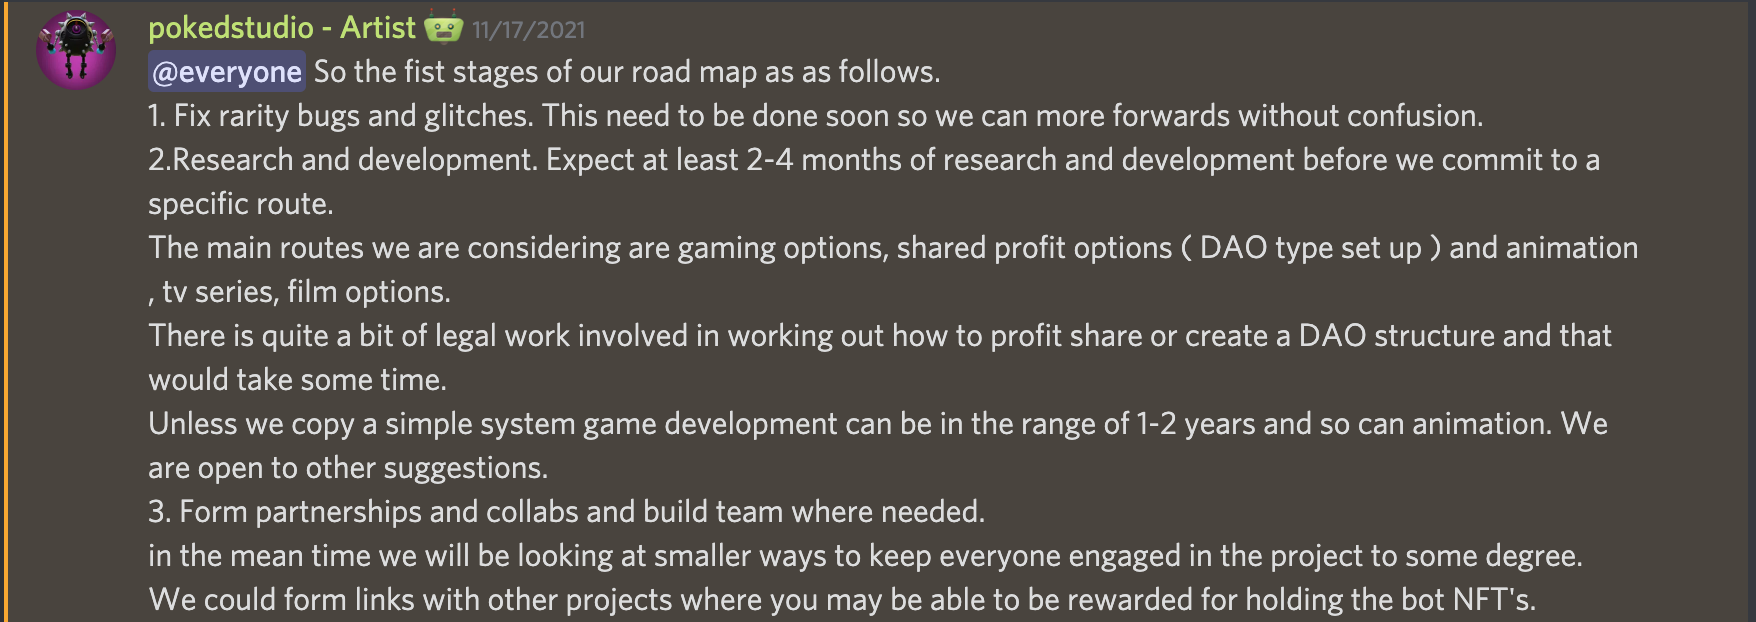 pokedstudio - Artist 11/17/2021
@everyone So the fist stages of our road map as as follows.
1. Fix rarity bugs and glitches. This need to be done soon so we can more forwards without confusion.
2.Research and development. Expect at least 2-4 months of research and development before we commit to a
specific route.
The main routes we are considering are gaming options, shared profit options ( DAO type set up ) and animation
, tv series, film options.
There is quite a bit of legal work involved in working out how to profit share or create a DAO structure and that
would take some time.
Unless we copy a simple system game development can be in the range of 1-2 years and so can animation. We
are open to other suggestions.
3. Form partnerships and collabs and build team where needed.
in the mean time we will be looking at smaller ways to keep everyone engaged in the project to some degree.
We could form links with other projects where you may be able to be rewarded for holding the bot NFT's.